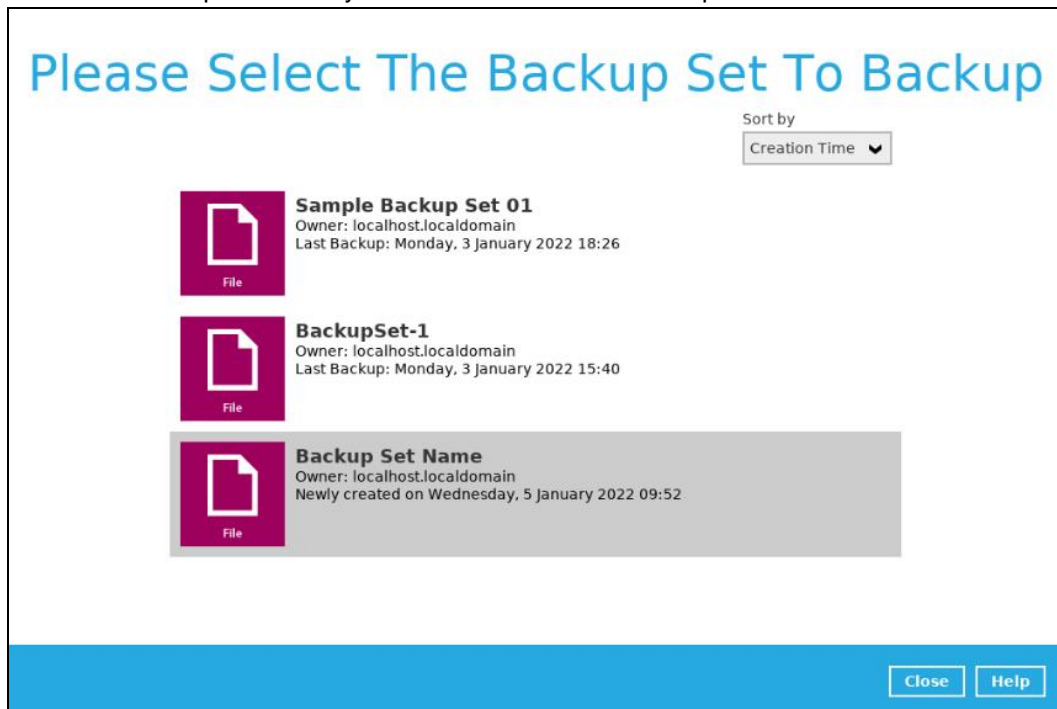 Please Select The Backup Set To Backup
Sort by
Creation Time
Sample Backup Set 01
Owner: localhost.localdomain
Last Backup: Monday, 3 January 2022 18:26
File
BackupSet-1
Owner: localhost.localdomain
Last Backup: Monday, 3 January 2022 15:40
File
Backup Set Name
Owner: localhost.localdomain
Newly created on Wednesday, 5 January 2022 09:52
File
Close
Help